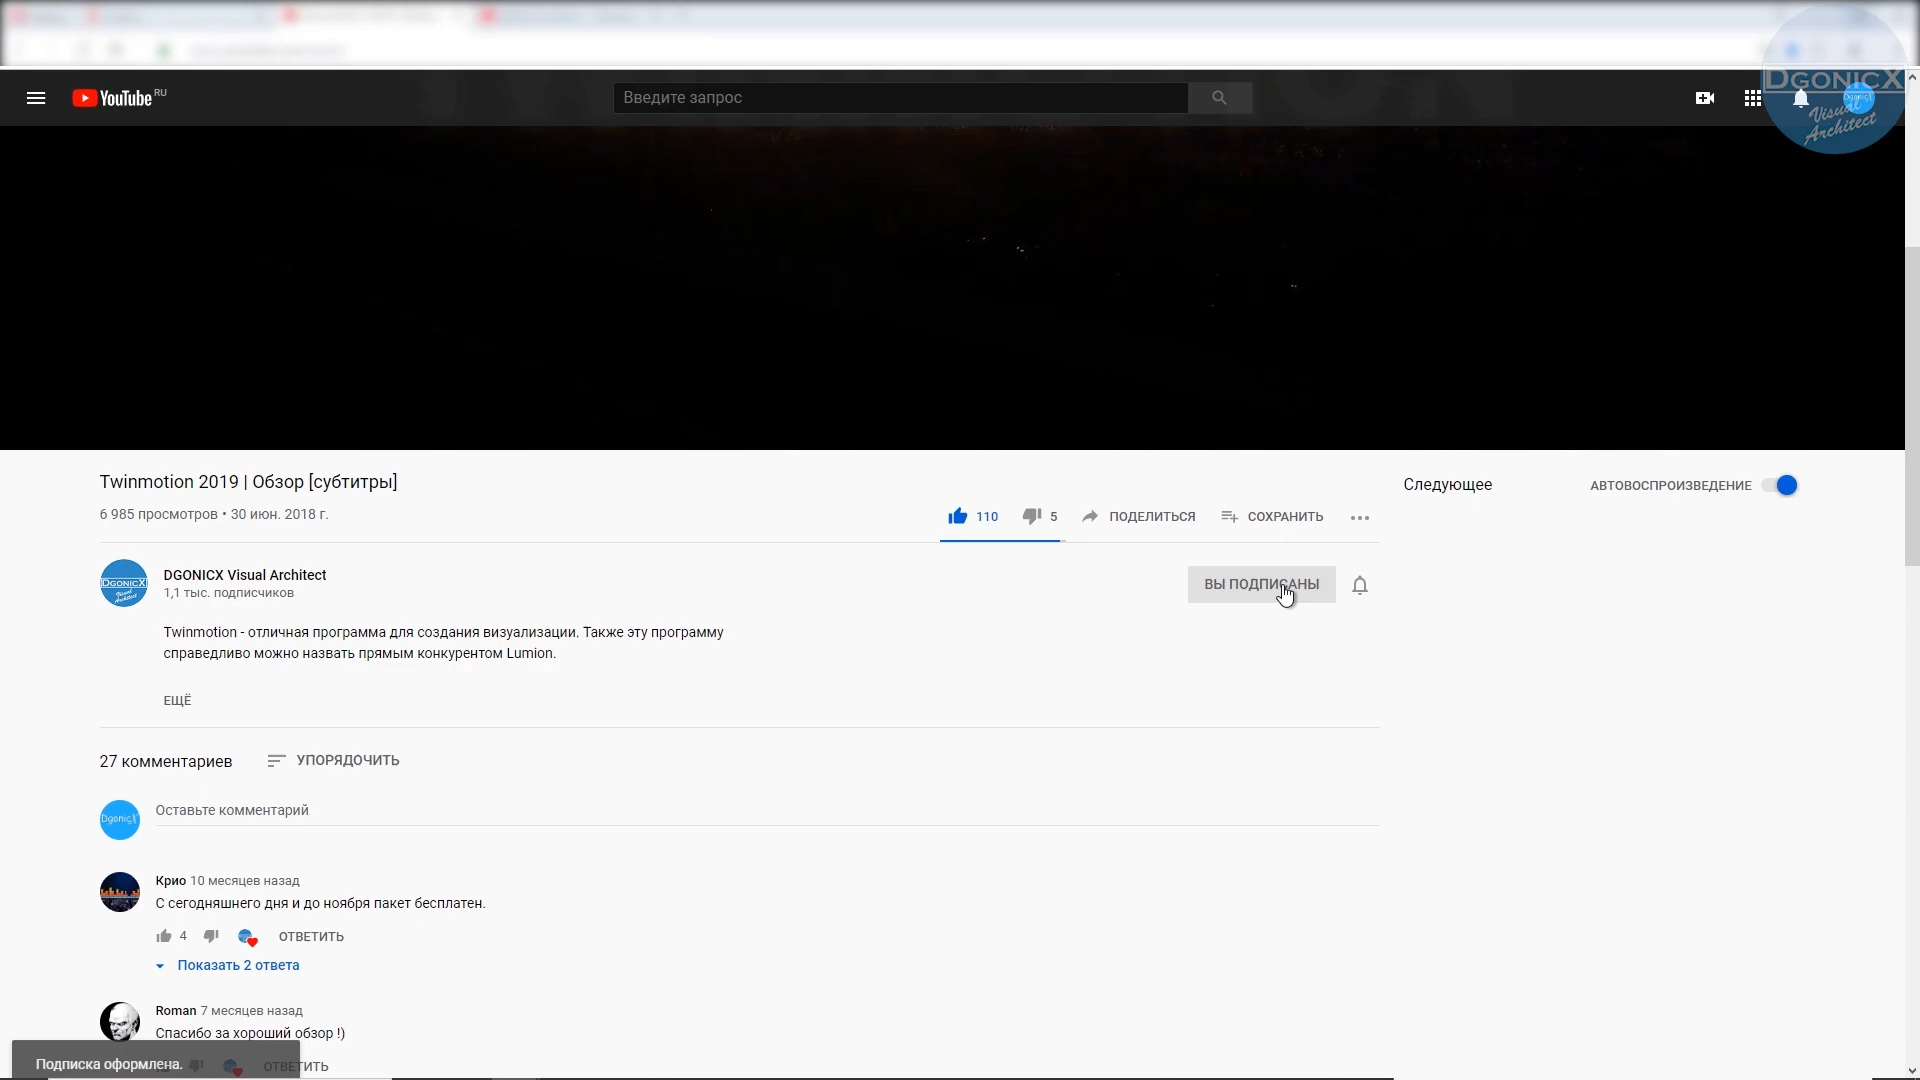 YouTube RU
Введите запрос
DGONICX
Visual
Architect
Twinmotion 2019 | Обзор [субтитры]
6 985 просмотров • 30 июн. 2018 г.
110
5
ПОДЕЛИТЬСЯ
СОХРАНИТЬ
Следующее
АВТОВОСПРОИЗВЕДЕНИЕ
DGONICX
Visual
Architect
DGONICX Visual Architect
1,1 тыс. подписчиков
ВЫ ПОДПИСАНЫ
Twinmotion - отличная программа для создания визуализации. Также эту программу
справедливо можно назвать прямым конкурентом Lumion.
ЕЩЁ
27 комментариев
УПОРЯДОЧИТЬ
DgonicX
Оставьте комментарий
Крио 10 месяцев назад
С сегодняшнего дня и до ноября пакет бесплатен.
4
ОТВЕТИТЬ
Показать 2 ответа
Roman 7 месяцев назад
Спасибо за хороший обзор !)
ОТВЕТИТЬ
Подписка оформлена.